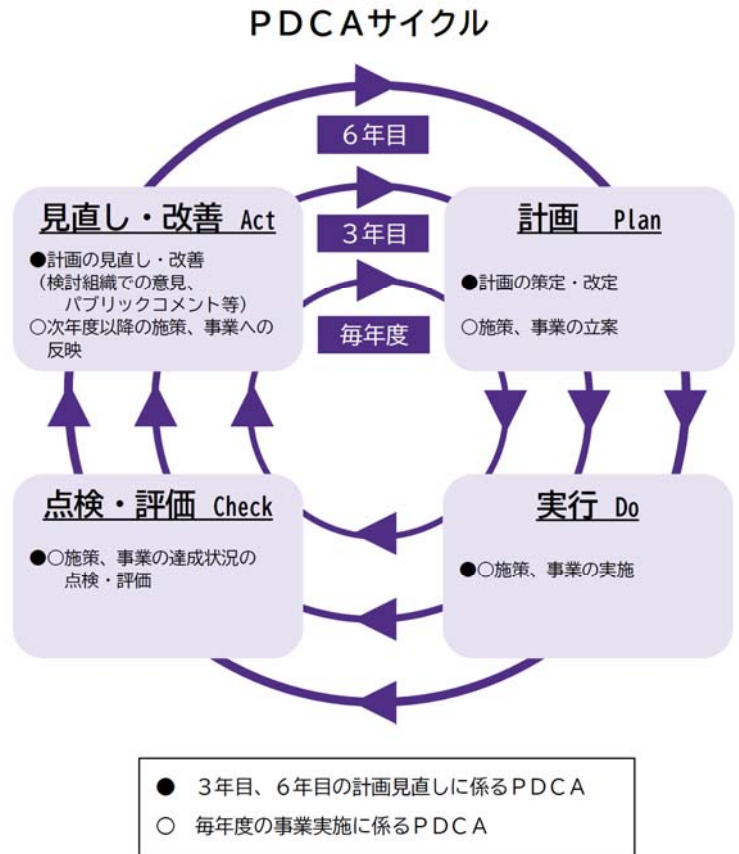 PDCAサイクル
6年目
3年目
毎年度
見直し・改善 Act
●計画の見直し・改善
(検討組織での意見、
パブリックコメント等)
○次年度以降の施策、事業への
反映
計画 Plan
●計画の策定・改定
○施策、事業の立案
点検・評価 Check
●○施策、事業の達成状況の
点検・評価
実行 Do
●○施策、事業の実施
● 3年目、6年目の計画見直しに係るPDCA
○ 毎年度の事業実施に係るPDCA